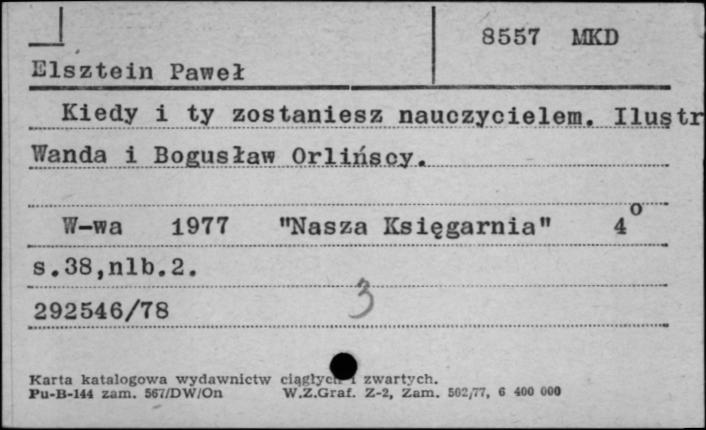 8557 MKD
Elsztein Paweł
Kiedy i ty zostaniesz nauczycielem. Ilustr
Wanda i Bogusław Orlińscy.
W-wa 1977 "Nasza Księgarnia" 4°
s.38,nlb.2.
292546/78 3
Karta katalogowa wydawnictw ciągłych i zwartych.
Pu-B-144 zam. 567/DW/On W.Z.Graf. Z-2, Zam. 502/77, 6 400 000